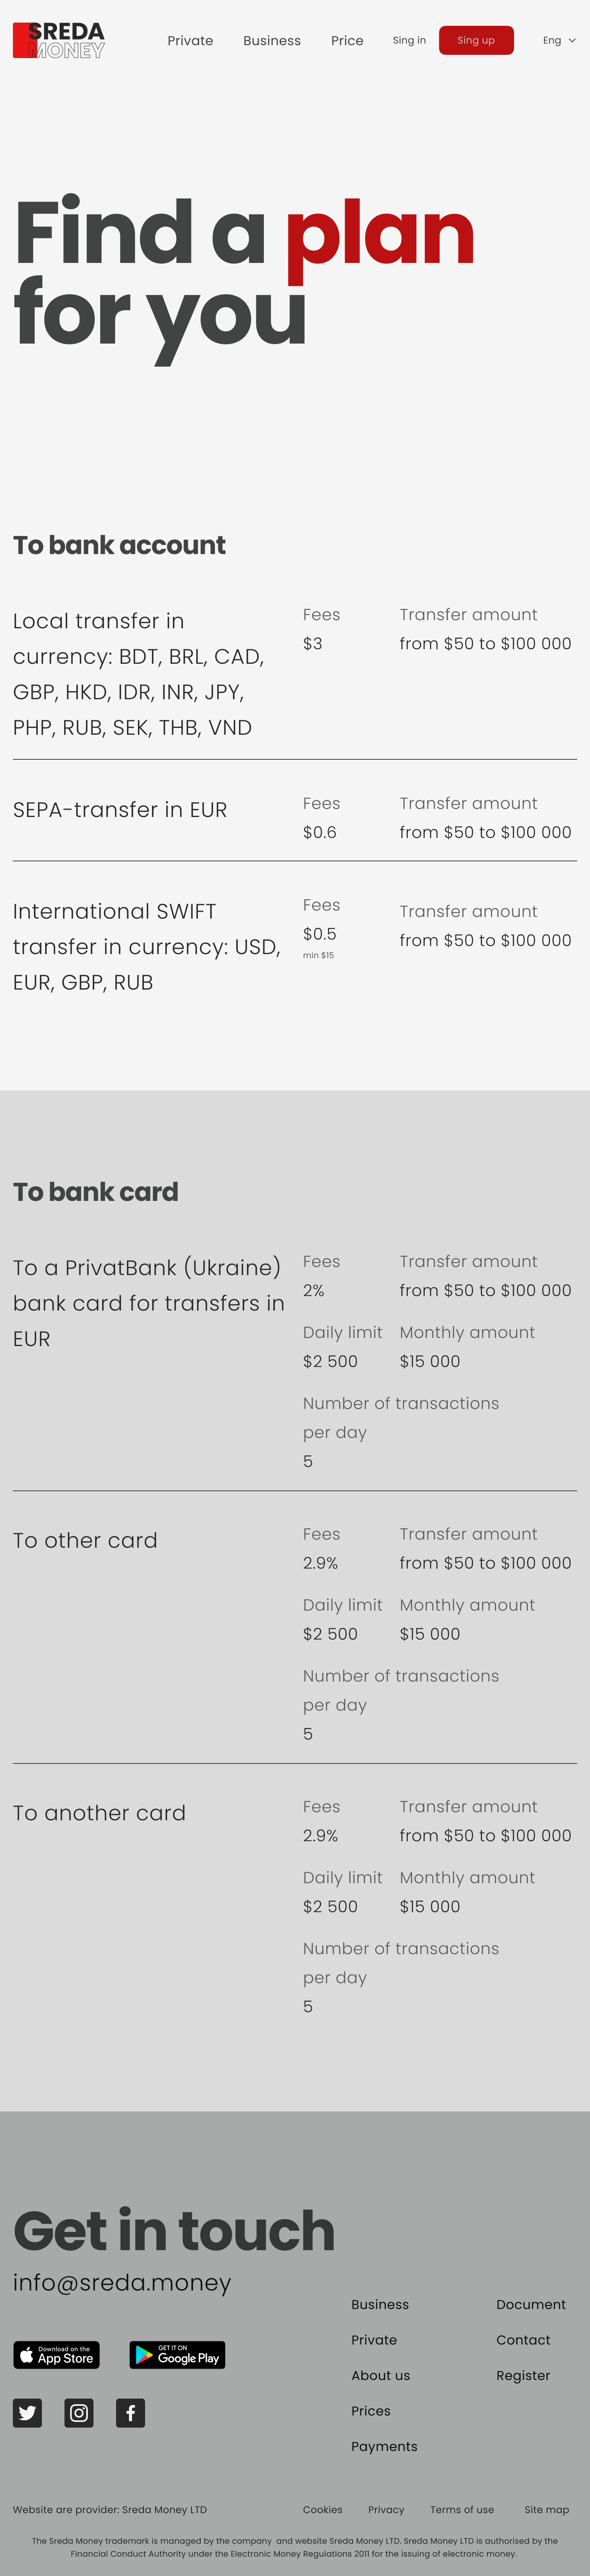 SREDA
MONEY
Private
Business
Price
Sing in
Sing up
Eng
Find a plan
for you
To bank account
Local transfer in
currency: BDT, BRL, CAD,
GBP, HKD, IDR, INR, JPY,
PHP, RUB, SEK, THB, VND
Fees
$3
Transfer amount
from $50 to $100 000
SEPA-transfer in EUR
Fees
$0.6
Transfer amount
from $50 to $100 000
International SWIFT
transfer in currency: USD,
EUR, GBP, RUB
Fees
$0.5
min $15
Transfer amount
from $50 to $100 000
To bank card
To a PrivatBank (Ukraine)
bank card for transfers in
EUR
Fees
2%
Transfer amount
from $50 to $100 000
Daily limit
$2 500
Monthly amount
$15 000
Number of transactions
per day
5
To other card
Fees
2.9%
Transfer amount
from $50 to $100 000
Daily limit
$2 500
Monthly amount
$15 000
Number of transactions
per day
5
To another card
Fees
2.9%
Transfer amount
from $50 to $100 000
Daily limit
$2 500
Monthly amount
$15 000
Number of transactions
per day
5
Get in touch
info@sreda.money
Download on the
App Store
GET IT ON
Google Play
Business
Private
About us
Prices
Payments
Document
Contact
Register
Website are provider: Sreda Money LTD
Cookies
Privacy
Terms of use
Site map
The Sreda Money trademark is managed by the company and website Sreda Money LTD. Sreda Money LTD is authorised by the
Financial Conduct Authority under the Electronic Money Regulations 2011 for the issuing of electronic money.